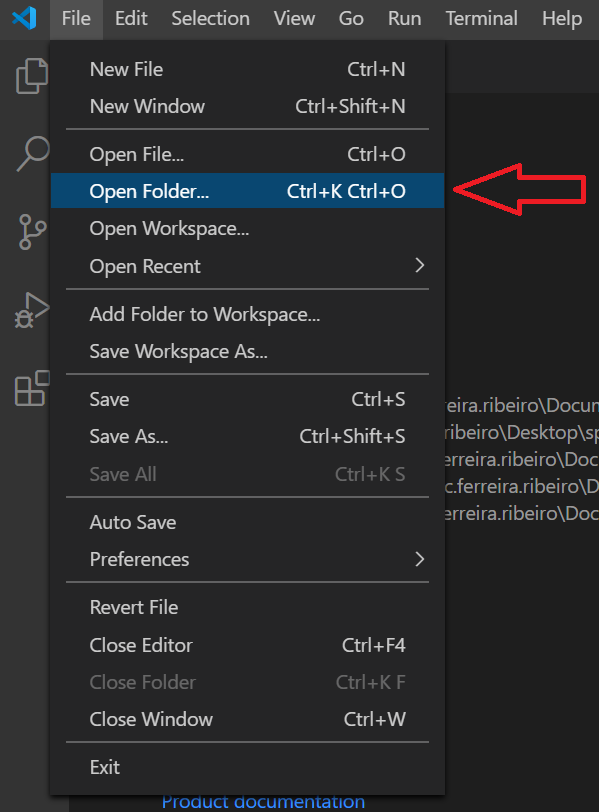 File Edit Selection View Go Run Terminal Help
New File Ctrl+N
New Window Ctrl+Shift+N
Open File... Ctrl+O
Open Folder... Ctrl+K Ctrl+O
Open Workspace...
Open Recent
Add Folder to Workspace...
Save Workspace As...
Save Ctrl+S
Save As... Ctrl+Shift+S
Save All Ctrl+K S
Auto Save
Preferences
Revert File
Close Editor Ctrl+F4
Close Folder Ctrl+K F
Close Window Ctrl+W
Exit
reira.ribeiro\Docum
ribeiro\Desktop\sp
erreira.ribeiro\Doc
c.ferreira.ribeiro\D
erreira.ribeiro\Doc
Product documentation